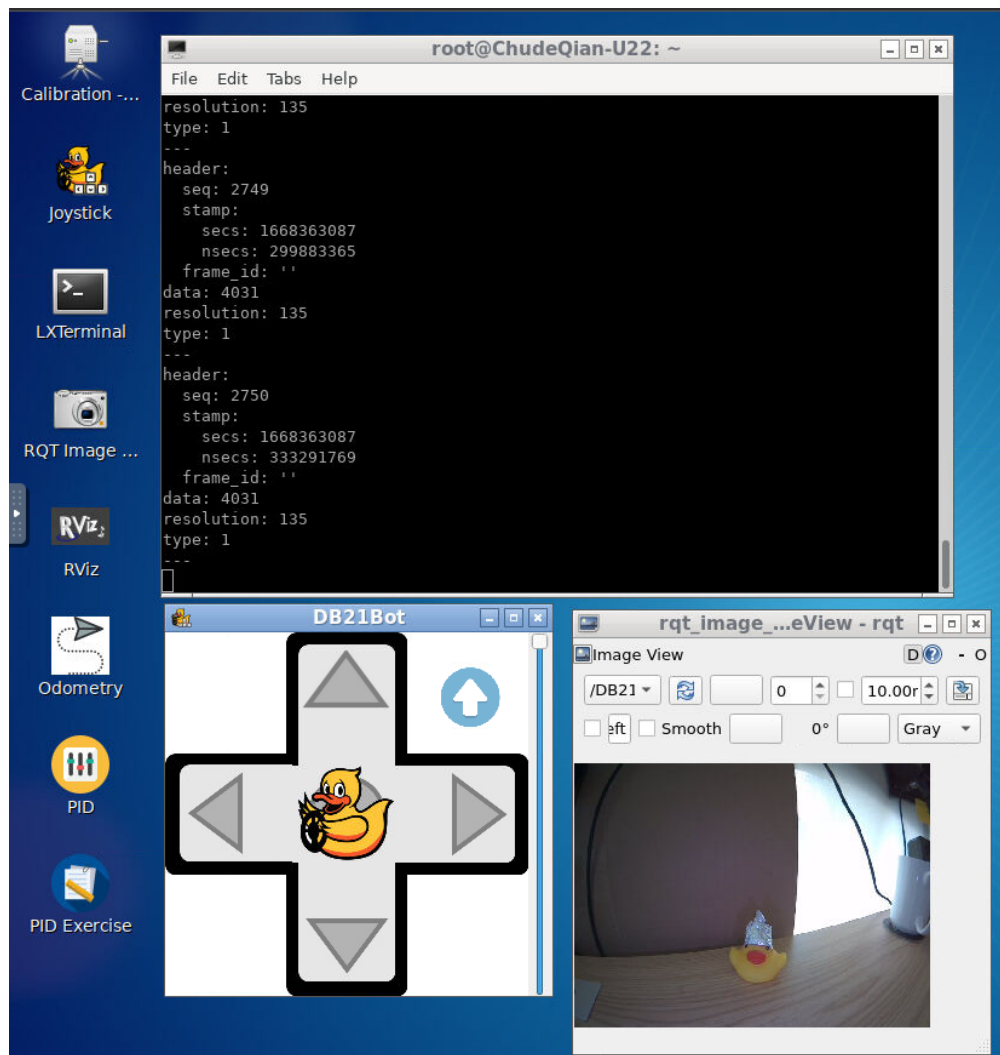 Calibration -...
Joystick
LXTerminal
RQT Image ...
RViz
RViz
Odometry
PID
PID Exercise
root@ChudeQian-U22: ~
File Edit Tabs Help
resolution: 135
type: 1
---
header:
  seq: 2749
  stamp:
    secs: 1668363087
    nsecs: 299883365
  frame_id: ''
data: 4031
resolution: 135
type: 1
---
header:
  seq: 2750
  stamp:
    secs: 1668363087
    nsecs: 333291769
  frame_id: ''
data: 4031
resolution: 135
type: 1
---
DB21Bot
rqt_image_...eView - rqt
Image View D - O
/DB21 0 10.00r
eft Smooth 0° Gray